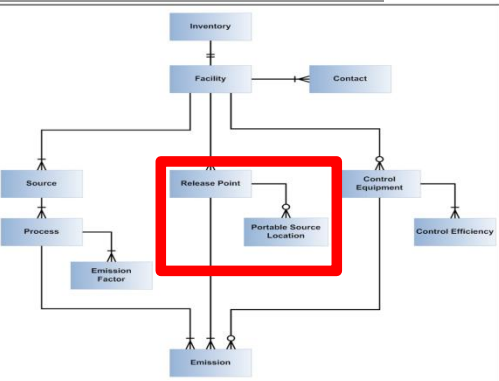 Inventory
Facility
Contact
Source
Release Point
Control
Equipment
Process
Portable Source
Location
Control Efficiency
Emission
Factor
Emission